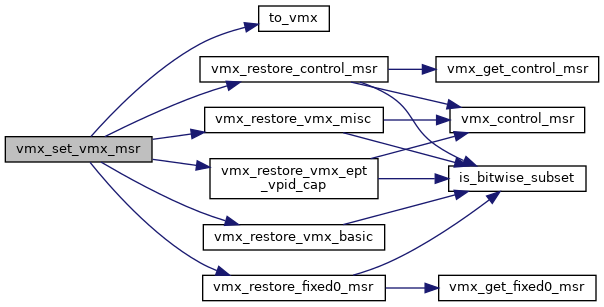 vmx_set_vmx_msr
to_vmx
vmx_restore_control_msr
vmx_restore_vmx_misc
vmx_restore_vmx_ept
_vpid_cap
vmx_restore_vmx_basic
vmx_restore_fixed0_msr
vmx_get_control_msr
vmx_control_msr
is_bitwise_subset
vmx_get_fixed0_msr